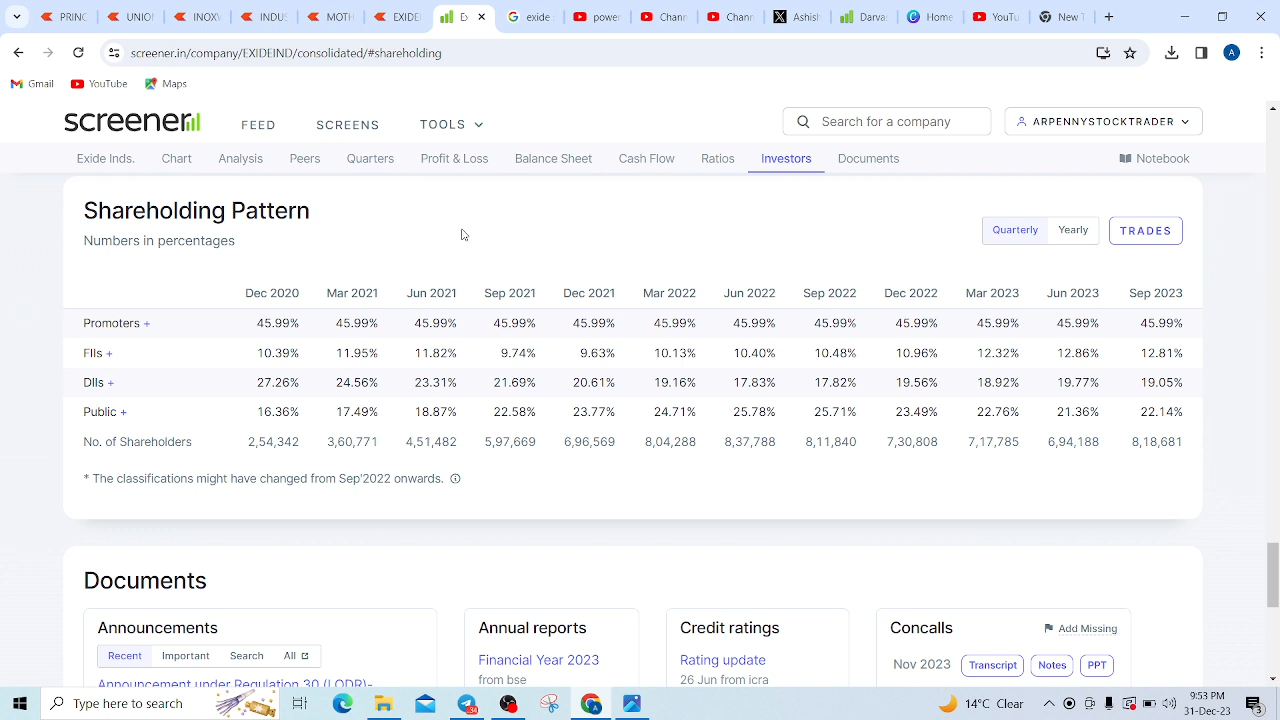 PRIC
UNIO
INOX
INDU
MOTH
EXIDE
D
exide
power
Chann
Chann
Ashish
Darva
Home
YouTu
New T
screener.in/company/EXIDEIND/consolidated/#shareholding
A
Gmail
YouTube
Maps
screener
FEED
SCREENS
TOOLS
Search for a company
ARPENNYSTOCKTRADER
Exide Inds.
Chart
Analysis
Peers
Quarters
Profit & Loss
Balance Sheet
Cash Flow
Ratios
Investors
Documents
Notebook
Shareholding Pattern
Numbers in percentages
Quarterly
Yearly
TRADES
Dec 2020 Mar 2021 Jun 2021 Sep 2021 Dec 2021 Mar 2022 Jun 2022 Sep 2022 Dec 2022 Mar 2023 Jun 2023 Sep 2023
Promoters + 45.99% 45.99% 45.99% 45.99% 45.99% 45.99% 45.99% 45.99% 45.99% 45.99% 45.99% 45.99%
FIIs + 10.39% 11.95% 11.82% 9.74% 9.63% 10.13% 10.40% 10.48% 10.96% 12.32% 12.86% 12.81%
DIIs + 27.26% 24.56% 23.31% 21.69% 20.61% 19.16% 17.83% 17.82% 19.56% 18.92% 19.77% 19.05%
Public + 16.36% 17.49% 18.87% 22.58% 23.77% 24.71% 25.78% 25.71% 23.49% 22.76% 21.36% 22.14%
No. of Shareholders 2,54,342 3,60,771 4,51,482 5,97,669 6,96,569 8,04,288 8,37,788 8,11,840 7,30,808 7,17,785 6,94,188 8,18,681
* The classifications might have changed from Sep'2022 onwards.
Documents
Announcements
Recent
Important
Search
All
Announcement under Regulation 30 (LODR)-
Annual reports
Financial Year 2023
from bse
Credit ratings
Rating update
26 Jun from icra
Concalls
Add Missing
Nov 2023
Transcript
Notes
PPT
Type here to search
14°C Clear
9:53 PM
31-Dec-23
3